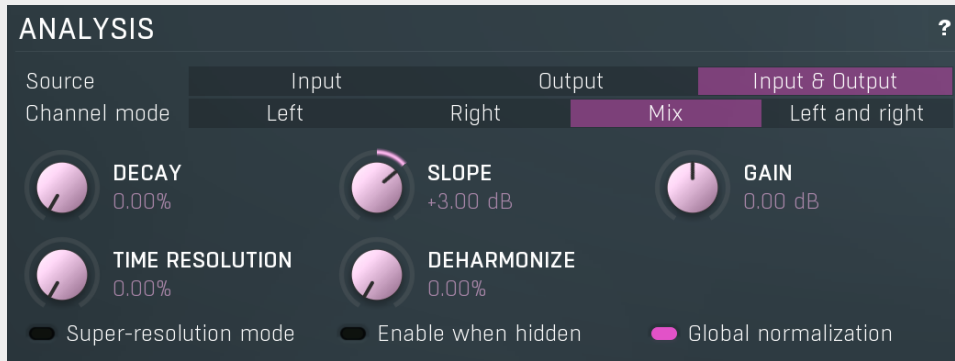 ANALYSIS ?
Source Input Output Input & Output
Channel mode Left Right Mix Left and right
DECAY SLOPE GAIN
0.00% +3.00 dB 0.00 dB
TIME RESOLUTION DEHARMONIZE
0.00% 0.00%
Super-resolution mode Enable when hidden Global normalization